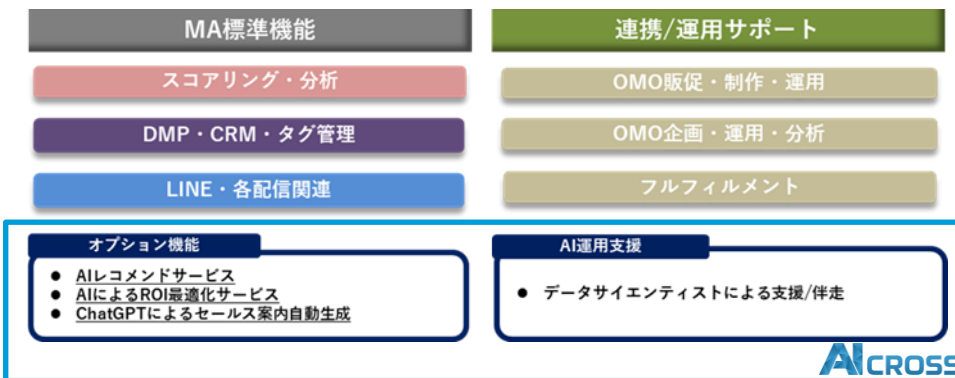 MA標準機能
連携/運用サポート
スコアリング・分析
OMO販促・制作・運用
DMP・CRM・タグ管理
OMO企画・運用・分析
LINE・各配信関連
フルフィルメント
オプション機能
● AIレコメンドサービス
● AIによるROI最適化サービス
● ChatGPTによるセールス案内自動生成
AI運用支援
● データサイエンティストによる支援/伴走
AI CROSS